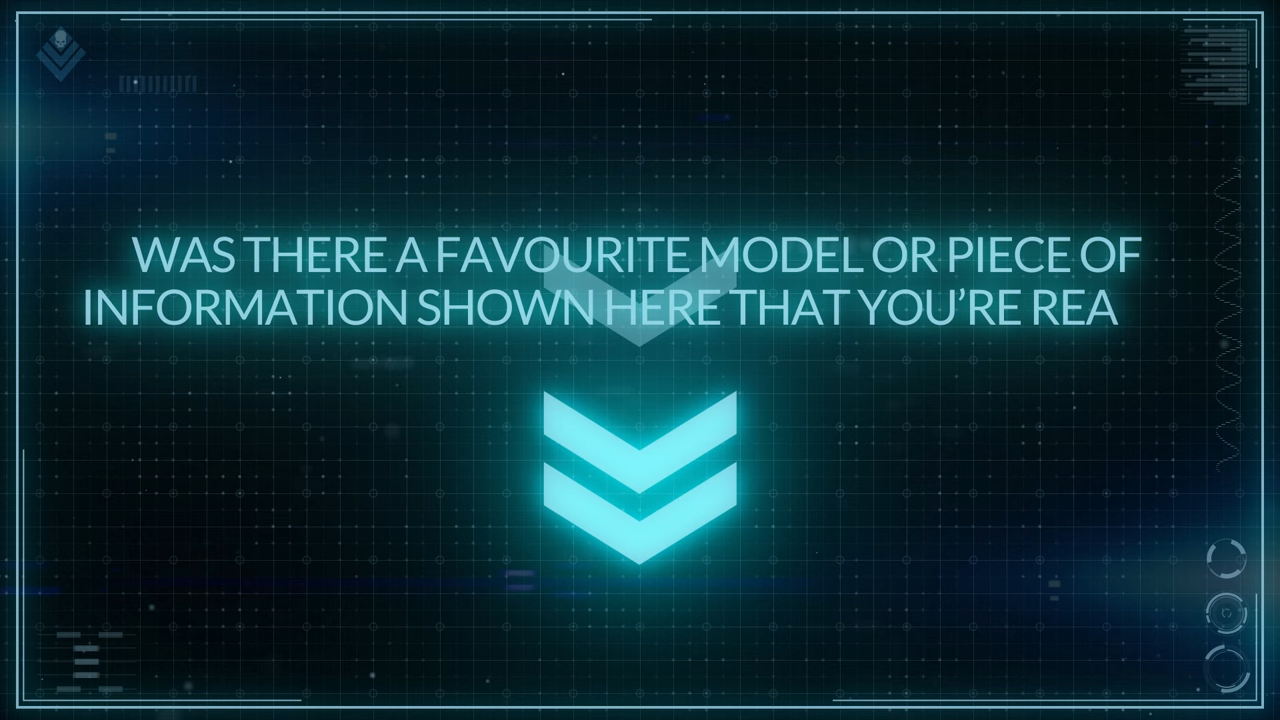 WAS THERE A FAVOURITE MODEL OR PIECE OF
INFORMATION SHOWN HERE THAT YOU’RE REA